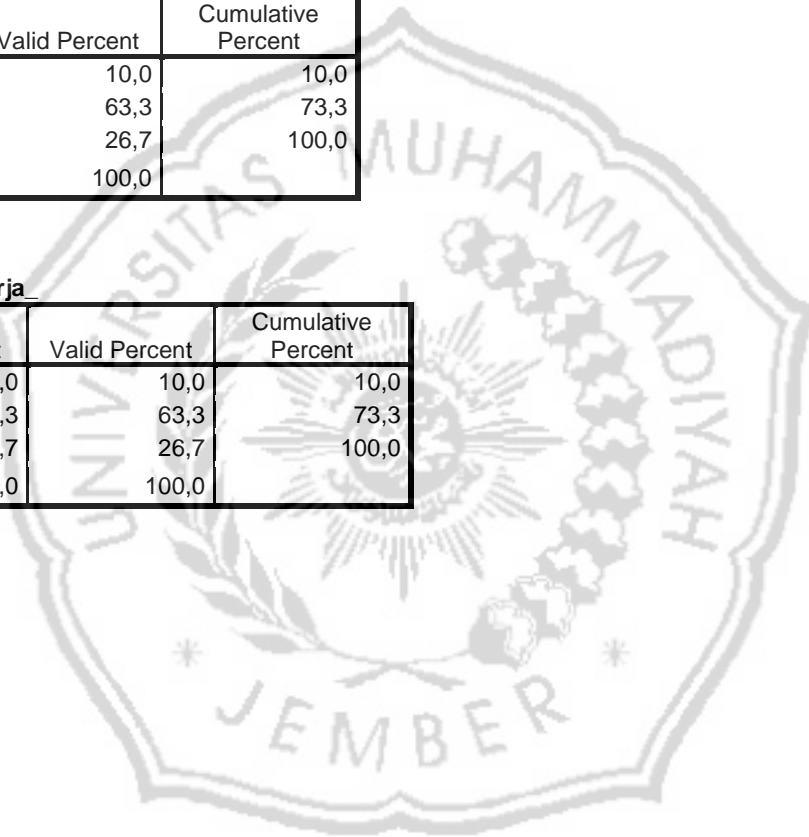 Cumulative
Valid Percent Percent
10,0 10,0
63,3 73,3
26,7 100,0
100,0
rja_
Cumulative
Valid Percent Percent
,0 10,0 10,0
,3 63,3 73,3
,7 26,7 100,0
,0 100,0
UNIVERSITAS MUHAMMADIYAH
* JEMBER *